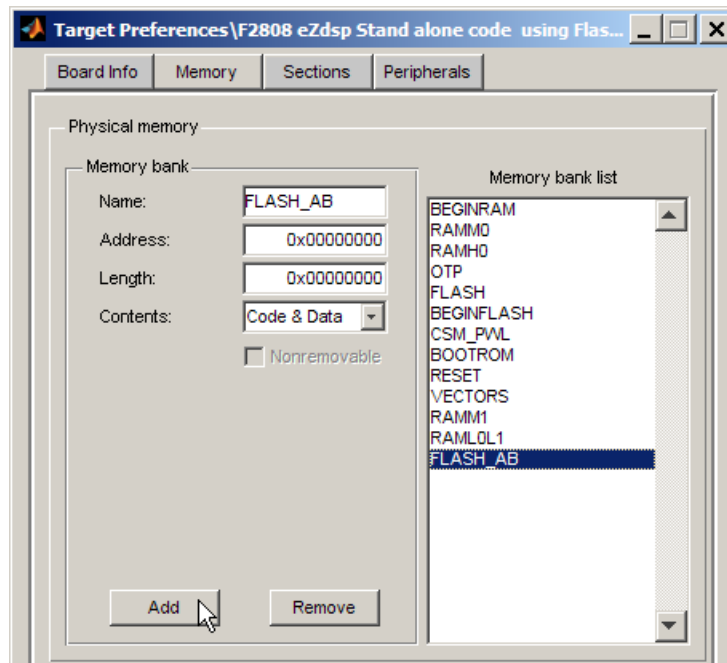 Target Preferences\F2808 eZdsp Stand alone code using Flas...
Board Info Memory Sections Peripherals
Physical memory
Memory bank
Memory bank list
Name: FLASH_AB
Address: 0x00000000
Length: 0x00000000
Contents: Code & Data
Nonremovable
BEGINRAM
RAMM0
RAMH0
OTP
FLASH
BEGINFLASH
CSM_PWL
BOOTROM
RESET
VECTORS
RAMM1
RAML0L1
FLASH_AB
Add Remove